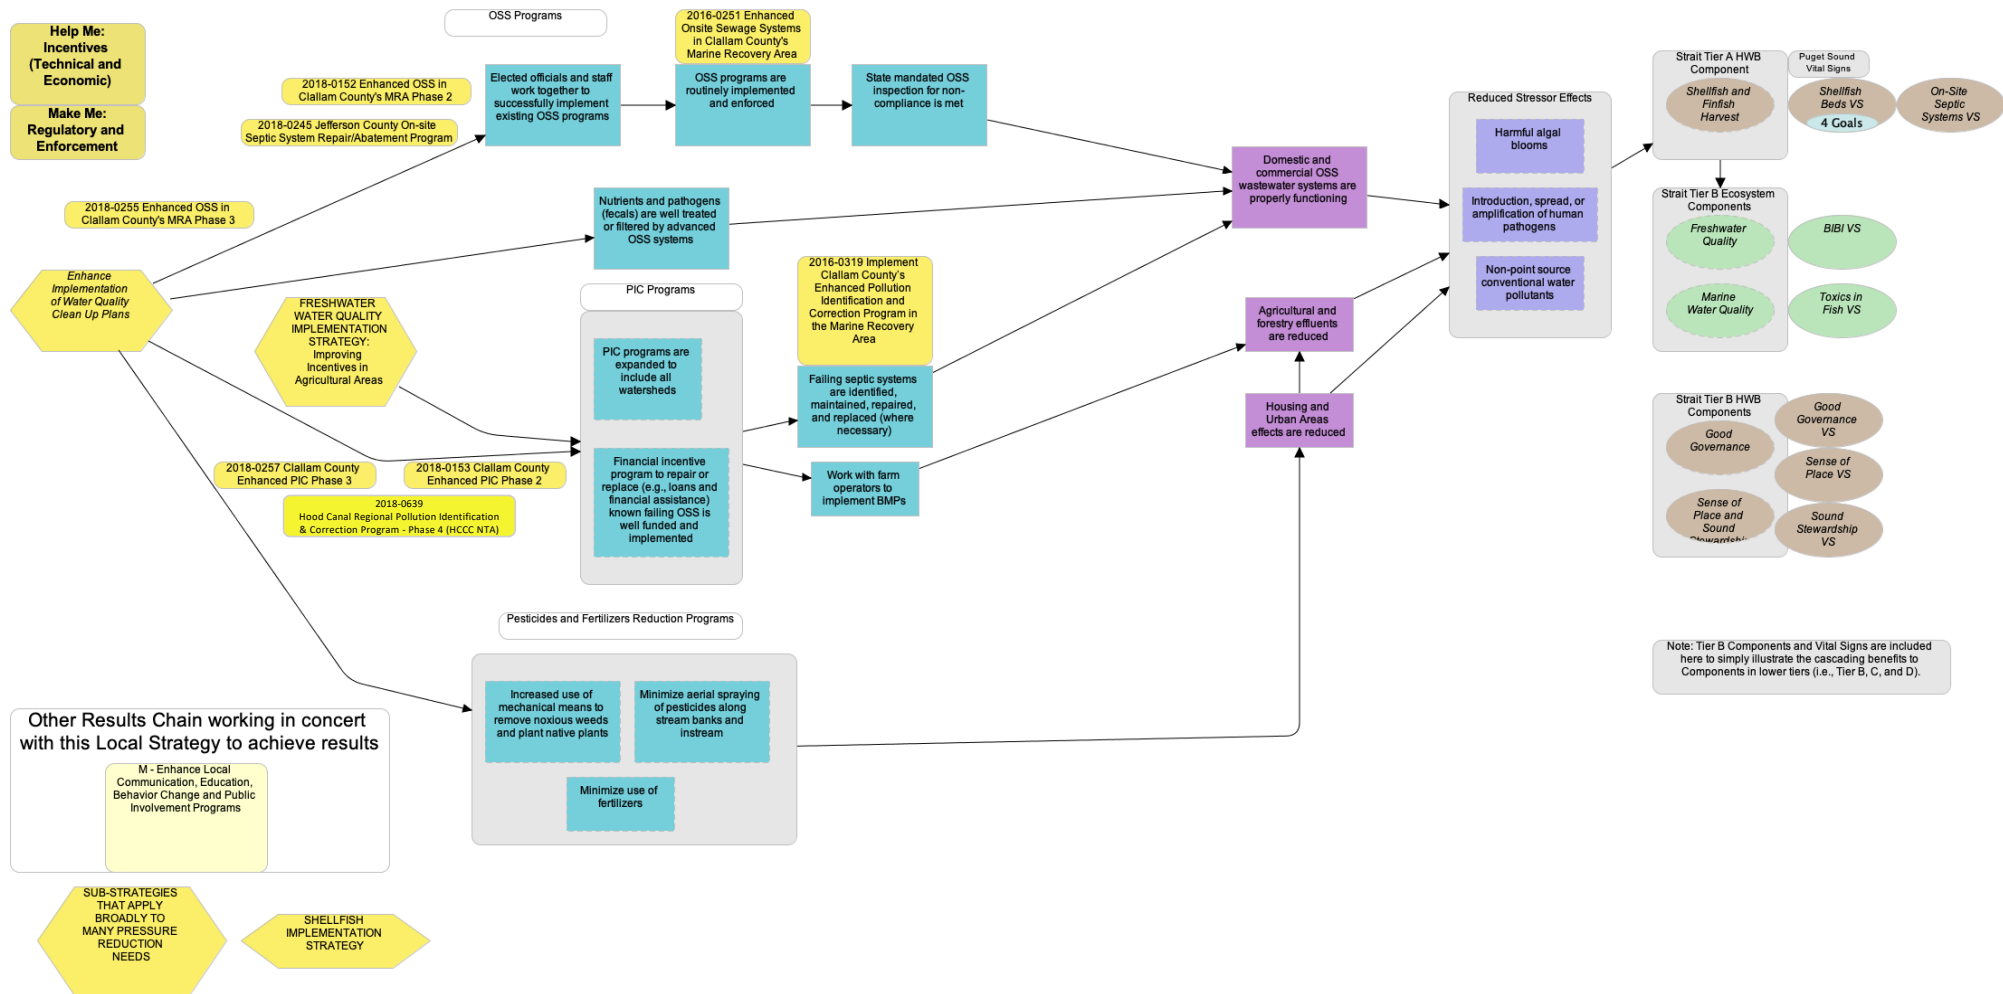 Help Me:
Incentives
(Technical and
Economic)
Make Me:
Regulatory and
Enforcement
OSS Programs
2016-0251 Enhanced
Onsite Sewage Systems
in Clallam County's
Marine Recovery Area
2018-0152 Enhanced OSS in
Clallam County's MRA Phase 2
2018-0245 Jefferson County On-site
Septic System Repair/Abatement Program
2018-0255 Enhanced OSS in
Clallam County's MRA Phase 3
Elected officials and staff
work together to
successfully implement
existing OSS programs
OSS programs are
routinely implemented
and enforced
State mandated OSS
inspection for non-
compliance is met
Nutrients and pathogens
(fecals) are well treated
or filtered by advanced
OSS systems
Enhance
Implementation
of Water Quality
Clean Up Plans
FRESHWATER
WATER QUALITY
IMPLEMENTATION
STRATEGY:
Improving
Incentives in
Agricultural Areas
PIC Programs
PIC programs are
expanded to
include all
watersheds
Financial incentive
program to repair or
replace (e.g., loans and
financial assistance)
known failing OSS is
well funded and
implemented
2016-0319 Implement
Clallam County's
Enhanced Pollution
Identification and
Correction Program in
the Marine Recovery
Area
Failing septic systems
are identified,
maintained, repaired,
and replaced (where
necessary)
Work with farm
operators to
implement BMPs
2018-0257 Clallam County
Enhanced PIC Phase 3
2018-0153 Clallam County
Enhanced PIC Phase 2
2018-0639
Hood Canal Regional Pollution Identification
& Correction Program - Phase 4 (HCCC NTA)
Pesticides and Fertilizers Reduction Programs
Increased use of
mechanical means to
remove noxious weeds
and plant native plants
Minimize aerial spraying
of pesticides along
stream banks and
instream
Minimize use of
fertilizers
Domestic and
commercial OSS
wastewater systems are
properly functioning
Agricultural and
forestry effluents
are reduced
Housing and
Urban Areas
effects are reduced
Reduced Stressor Effects
Harmful algal
blooms
Introduction, spread, or
amplification of human
pathogens
Non-point source
conventional water
pollutants
Strait Tier A HWB
Component
Shellfish and
Finfish
Harvest
Puget Sound
Vital Signs
Shellfish
Beds VS
4 Goals
On-Site
Septic
Systems VS
Strait Tier B Ecosystem
Components
Freshwater
Quality
BIBI VS
Marine
Water Quality
Toxics in
Fish VS
Strait Tier B HWB
Components
Good
Governance
Good
Governance
VS
Sense of
Place VS
Sense of
Place and
Sound
Stewardship
Sound
Stewardship
VS
Note: Tier B Components and Vital Signs are included
here to simply illustrate the cascading benefits to
Components in lower tiers (i.e., Tier B, C, and D).
Other Results Chain working in concert
with this Local Strategy to achieve results
M - Enhance Local
Communication, Education,
Behavior Change and Public
Involvement Programs
SUB-STRATEGIES
THAT APPLY
BROADLY TO
MANY PRESSURE
REDUCTION
NEEDS
SHELLFISH
IMPLEMENTATION
STRATEGY